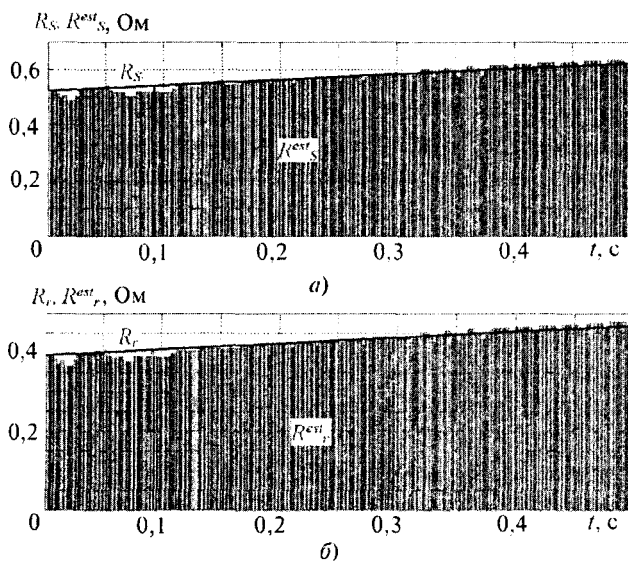 R_S, R^est_S, Ом
0,6
R_S
0,4
R^est_S
0,2
0 0,1 0,2 0,3 0,4 t, с
а)
R_r, R^est_r, Ом
R_r
0,4
0,2
R^est_r
0 0,1 0,2 0,3 0,4 t, с
б)